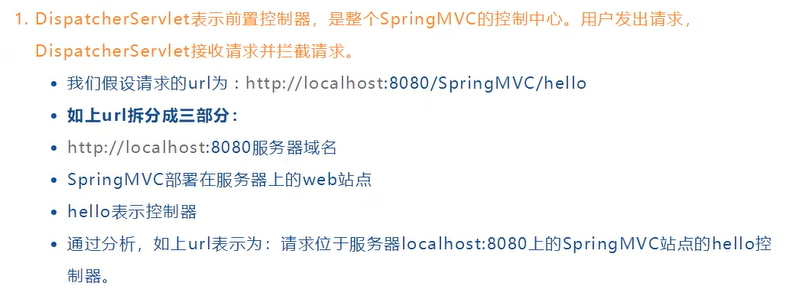 1. DispatcherServlet表示前置控制器，是整个SpringMVC的控制中心。用户发出请求，
DispatcherServlet接收请求并拦截请求。
• 我们假设请求的url为 : http://localhost:8080/SpringMVC/hello
• 如上url拆分成三部分：
• http://localhost:8080服务器域名
• SpringMVC部署在服务器上的web站点
• hello表示控制器
• 通过分析，如上url表示为：请求位于服务器localhost:8080上的SpringMVC站点的hello控
制器。